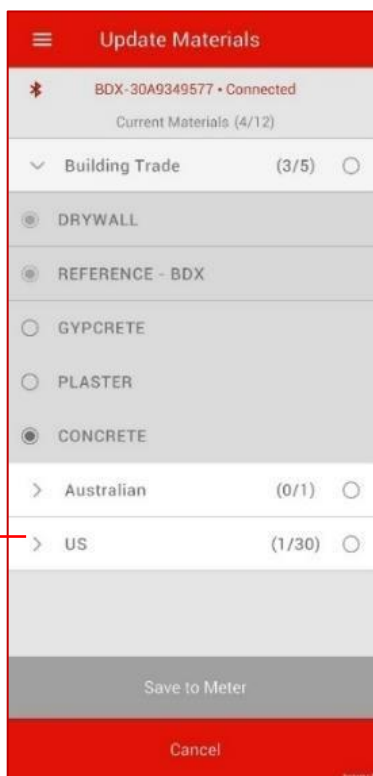 Update Materials
BDX-30A9349577 • Connected
Current Materials (4/12)
Building Trade (3/5)
DRYWALL
REFERENCE - BDX
GYPCRETE
PLASTER
CONCRETE
Australian (0/1)
US (1/30)
Save to Meter
Cancel